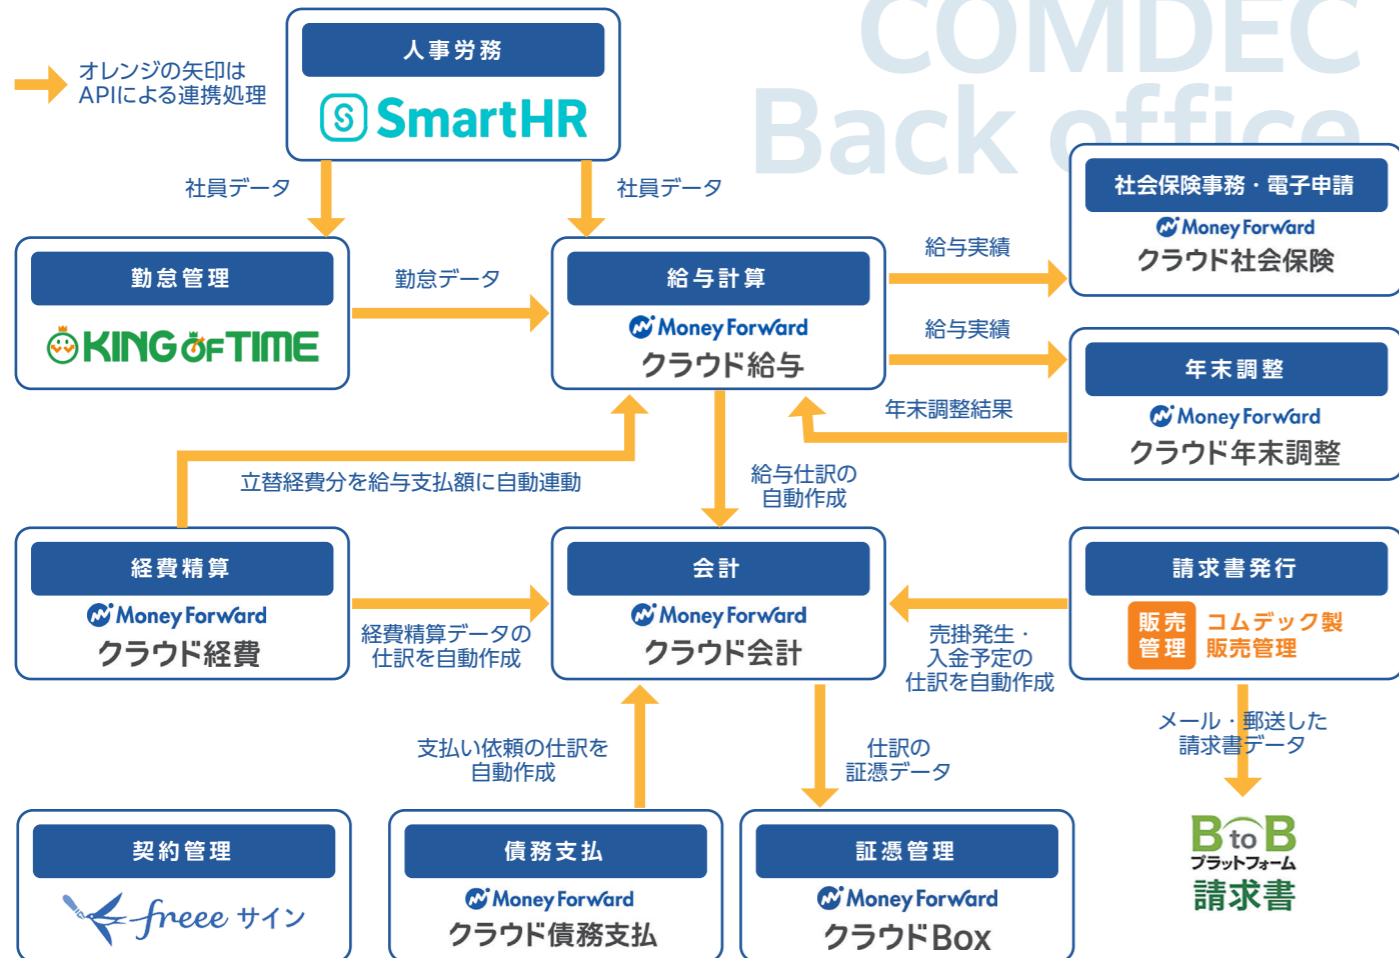 COMDEC
Back office
オレンジの矢印は
APIによる連携処理
人事労務
SmartHR
社員データ
社員データ
勤怠管理
KING OF TIME
勤怠データ
給与計算
Money Forward
クラウド給与
給与実績
給与実績
年末調整結果
社会保険事務・電子申請
Money Forward
クラウド社会保険
年末調整
Money Forward
クラウド年末調整
立替経費分を給与支払額に自動連動
給与仕訳の
自動作成
経費精算
Money Forward
クラウド経費
経費精算データの
仕訳を自動作成
会計
Money Forward
クラウド会計
売掛発生・
入金予定の
仕訳を自動作成
請求書発行
販売
管理
コムデック製
販売管理
支払い依頼の仕訳を
自動作成
仕訳の
証憑データ
メール・郵送した
請求書データ
契約管理
freee サイン
債務支払
Money Forward
クラウド債務支払
証憑管理
Money Forward
クラウドBox
BtoB
プラットフォーム
請求書